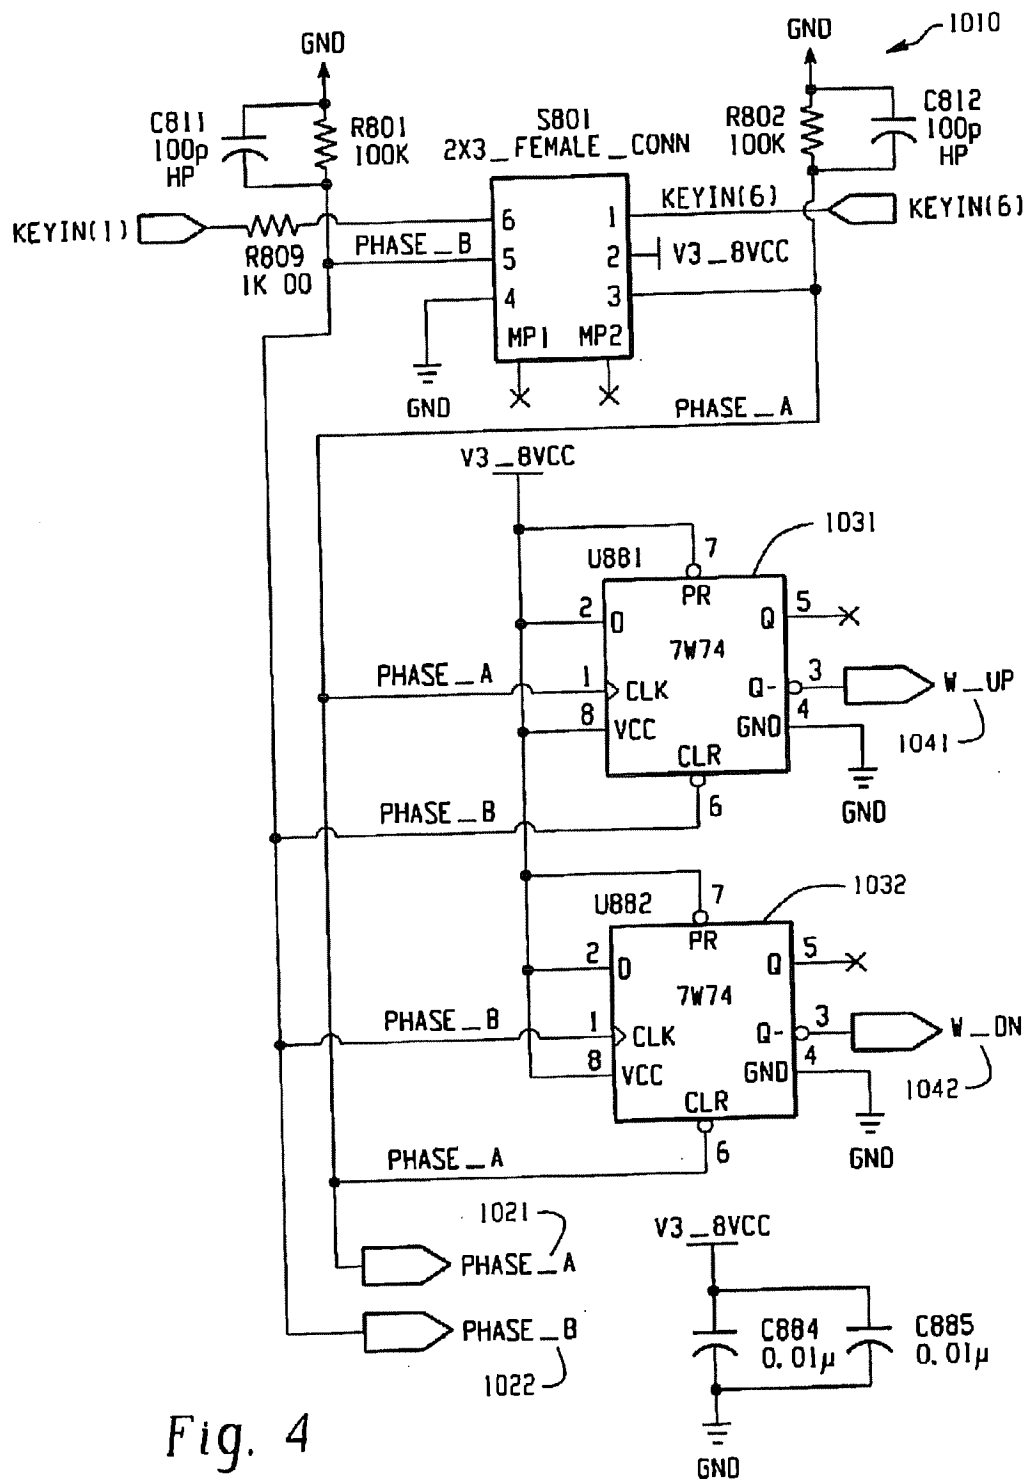 GND
GND
1010
C811
100p
HP
R801
100K
S801
2X3_FEMALE_CONN
R802
100K
C812
100p
HP
KEYIN(1)
R809
1K 00
PHASE_B
6
5
4
1
2
3
MP1
MP2
KEYIN(6)
KEYIN(6)
V3_8VCC
GND
PHASE_A
V3_8VCC
1031
U881
7
PR
2
D
Q
5
7W74
PHASE_A
1
CLK
Q-
3
W_UP
8
VCC
GND
4
1041
CLR
6
GND
PHASE_B
1032
U882
7
PR
2
D
Q
5
7W74
PHASE_B
1
CLK
Q-
3
W_DN
8
VCC
GND
4
1042
CLR
6
GND
PHASE_A
1021
PHASE_A
PHASE_B
1022
V3_8VCC
C884
0.01µ
C885
0.01µ
GND
Fig. 4